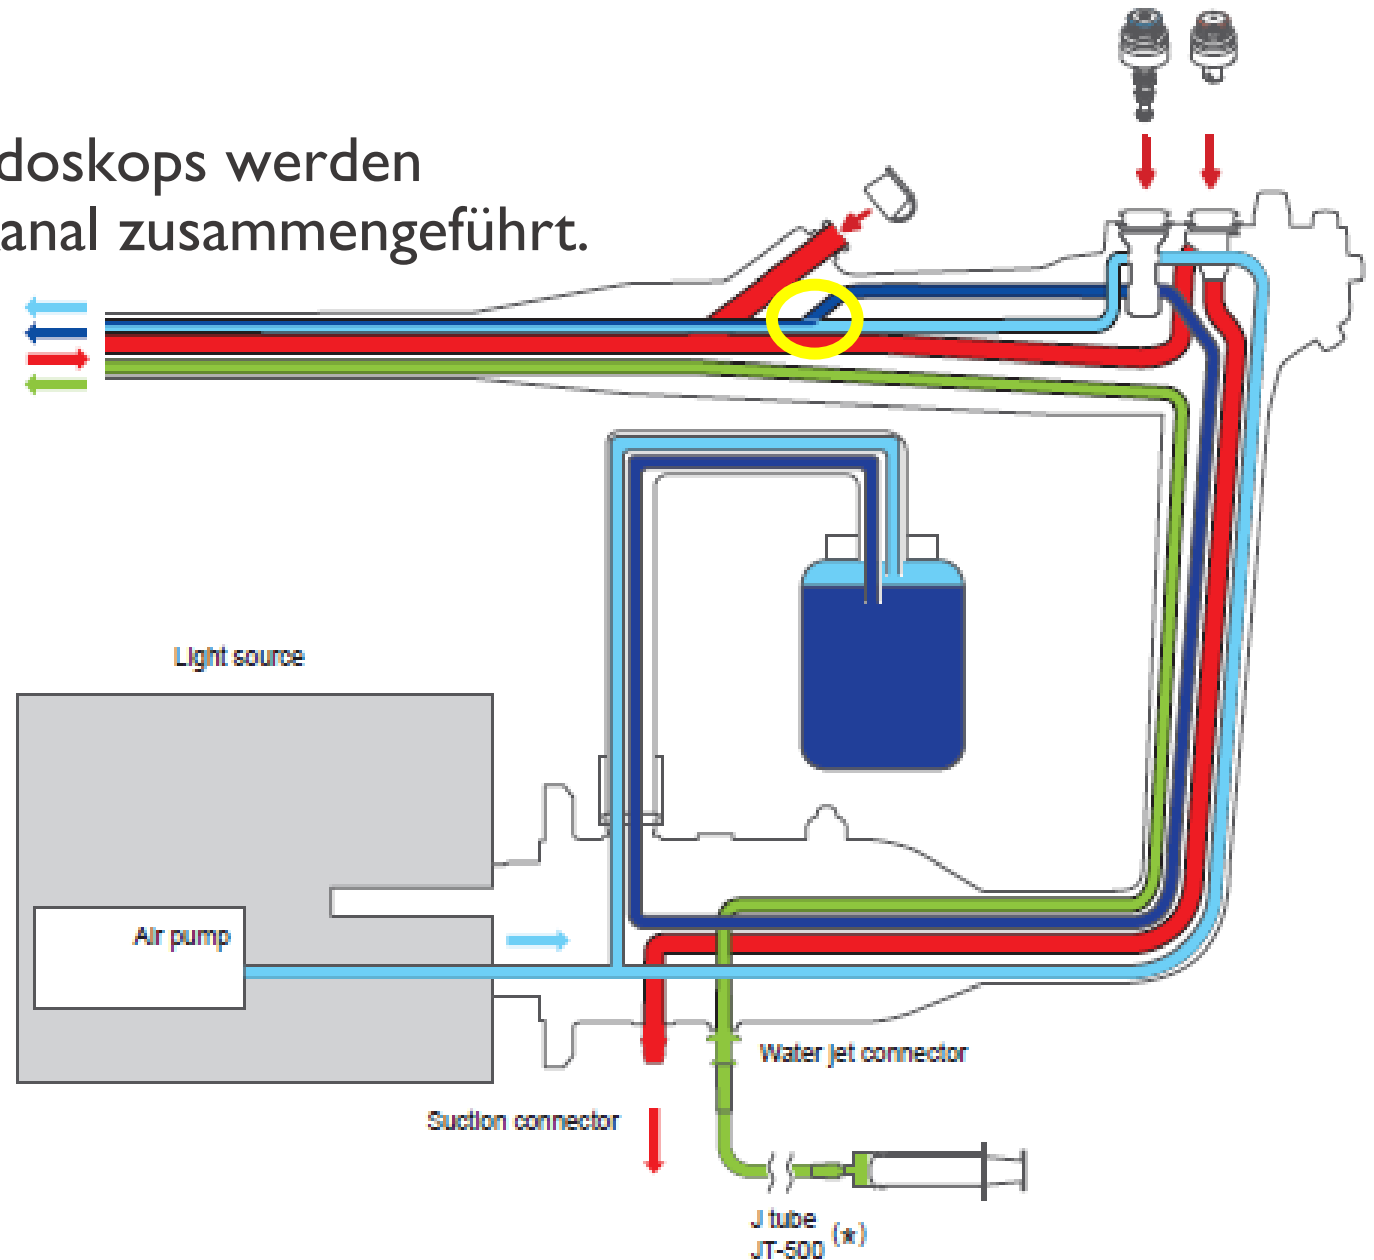 doskops werden
anal zusammengeführt.
Light source
Air pump
Water jet connector
Suction connector
J tube
JT-500 (*)